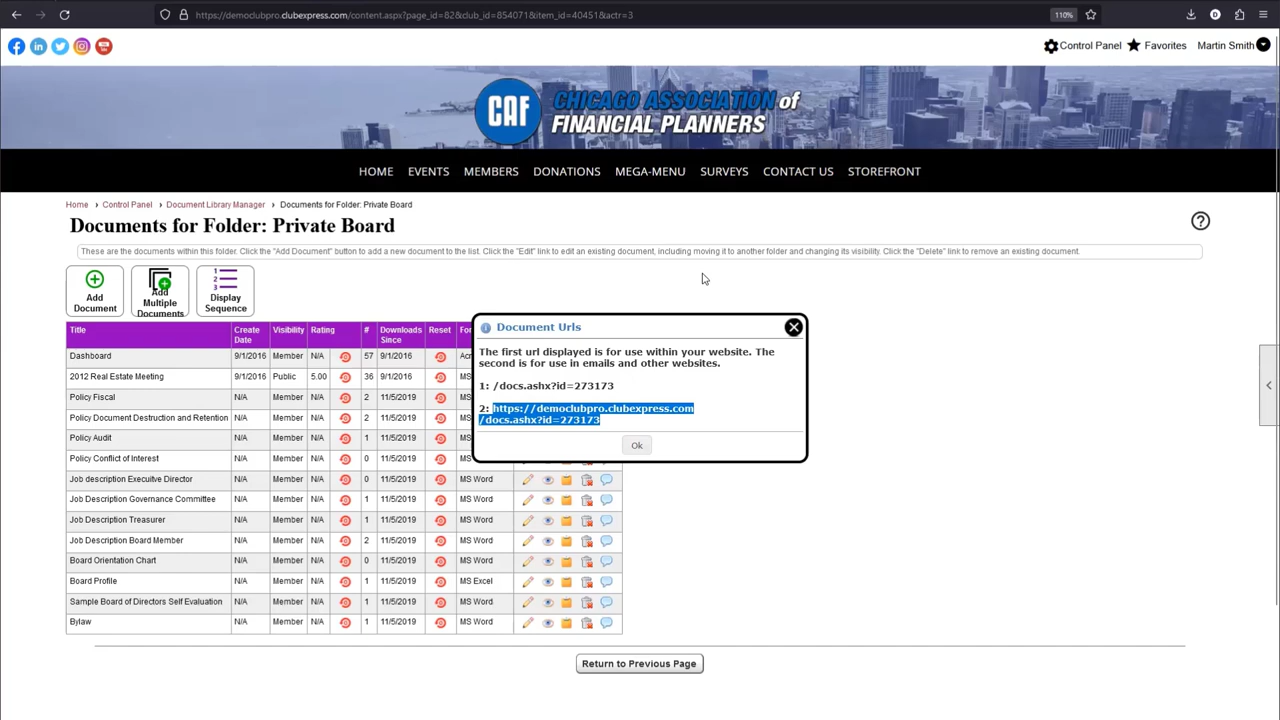 https://democlubpro.clubexpress.com/content.aspx?page_id=82&club_id=854071&item_id=40451&actr=3
110%
Control Panel
Favorites
Martin Smith
CAF
CHICAGO ASSOCIATION of
FINANCIAL PLANNERS
HOME EVENTS MEMBERS DONATIONS MEGA-MENU SURVEYS CONTACT US STOREFRONT
Home › Control Panel › Document Library Manager › Documents for Folder: Private Board
Documents for Folder: Private Board
These are the documents within this folder. Click the "Add Document" button to add a new document to the list. Click the "Edit" link to edit an existing document, including moving it to another folder and changing its visibility. Click the "Delete" link to remove an existing document.
Add
Document
Add
Multiple
Documents
1
2
3
Display
Sequence
Title Create Date Visibility Rating # Downloads Since Reset
Dashboard 9/1/2016 Member N/A 57 9/1/2016
2012 Real Estate Meeting 9/1/2016 Public 5.00 36 9/1/2016 MS
Policy Fiscal N/A Member N/A 2 11/5/2019 MS
Policy Document Destruction and Retention N/A Member N/A 2 11/5/2019 MS
Policy Audit N/A Member N/A 1 11/5/2019 MS
Policy Conflict of Interest N/A Member N/A 0 11/5/2019
Job description Execuitve Director N/A Member N/A 0 11/5/2019 MS Word
Job Description Governance Committee N/A Member N/A 1 11/5/2019 MS Word
Job Description Treasurer N/A Member N/A 1 11/5/2019 MS Word
Job Description Board Member N/A Member N/A 2 11/5/2019 MS Word
Board Orientation Chart N/A Member N/A 0 11/5/2019 MS Word
Board Profile N/A Member N/A 1 11/5/2019 MS Excel
Sample Board of Directors Self Evaluation N/A Member N/A 1 11/5/2019 MS Word
Bylaw N/A Member N/A 1 11/5/2019 MS Word
Document Urls
The first url displayed is for use within your website. The
second is for use in emails and other websites.
1: /docs.ashx?id=273173
2: https://democlubpro.clubexpress.com
/docs.ashx?id=273173
Ok
Return to Previous Page